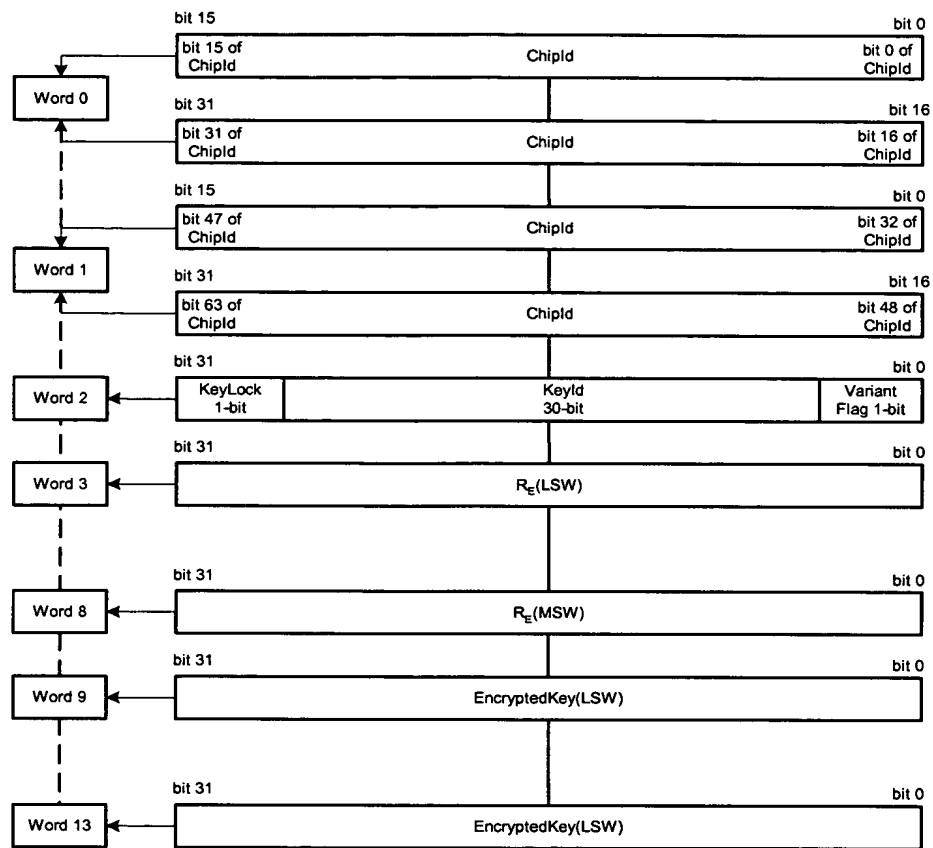 bit 15
bit 0
bit 15 of
ChipId
ChipId
bit 0 of
ChipId
Word 0
bit 31
bit 16
bit 31 of
ChipId
ChipId
bit 16 of
ChipId
bit 15
bit 0
bit 47 of
ChipId
ChipId
bit 32 of
ChipId
Word 1
bit 31
bit 16
bit 63 of
ChipId
ChipId
bit 48 of
ChipId
bit 31
bit 0
Word 2
KeyLock
1-bit
KeyId
30-bit
Variant
Flag 1-bit
bit 31
bit 0
Word 3
R_E(LSW)
bit 31
bit 0
Word 8
R_E(MSW)
bit 31
bit 0
Word 9
EncryptedKey(LSW)
bit 31
bit 0
Word 13
EncryptedKey(LSW)